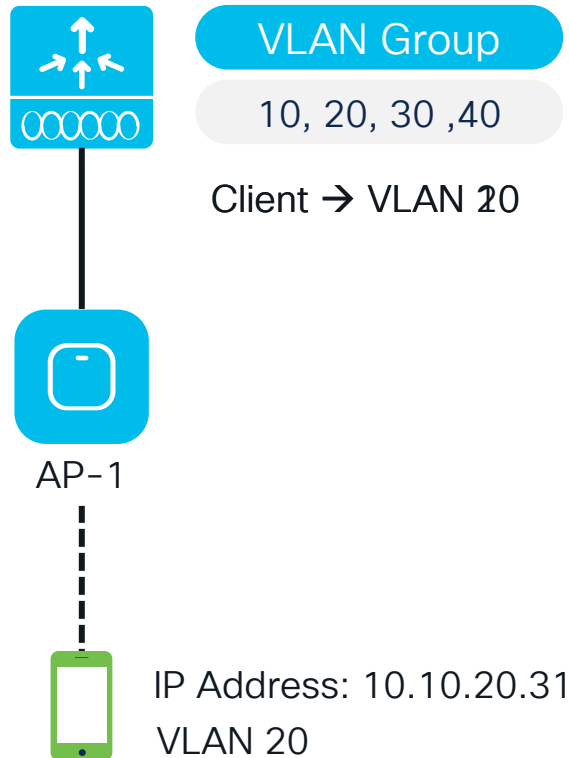 VLAN Group
10, 20, 30 ,40
Client → VLAN
AP-1
IP Address: 10.10.20.31
VLAN 20